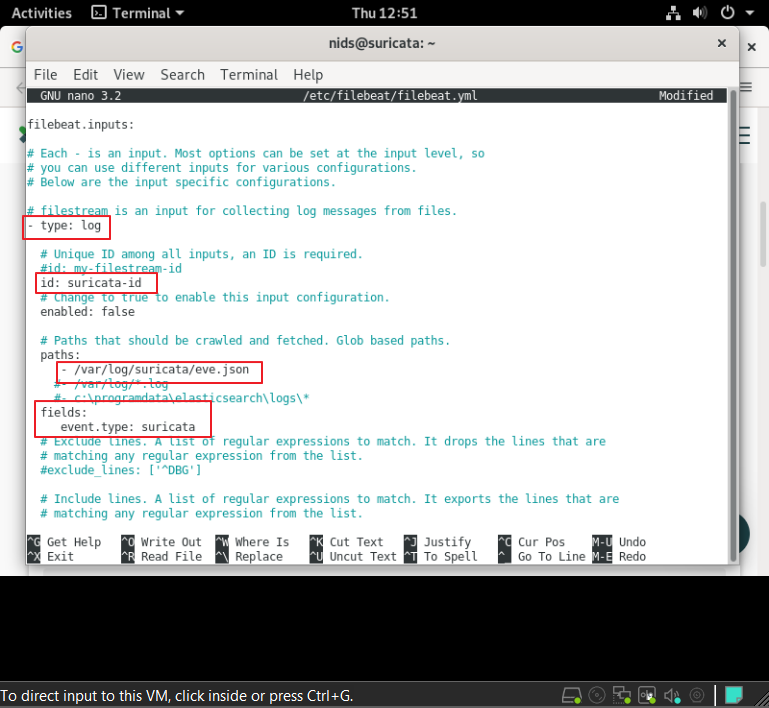 Activities Terminal Thu 12:51
nids@suricata: ~ ×
G ×
File Edit View Search Terminal Help
GNU nano 3.2 /etc/filebeat/filebeat.yml Modified
filebeat.inputs:
# Each - is an input. Most options can be set at the input level, so
# you can use different inputs for various configurations.
# Below are the input specific configurations.
# filestream is an input for collecting log messages from files.
- type: log
# Unique ID among all inputs, an ID is required.
#id: my-filestream-id
id: suricata-id
# Change to true to enable this input configuration.
enabled: false
# Paths that should be crawled and fetched. Glob based paths.
paths:
- /var/log/suricata/eve.json
#- /var/log/*.log
#- c:\programdata\elasticsearch\logs\*
fields:
event.type: suricata
# Exclude lines. A list of regular expressions to match. It drops the lines that are
# matching any regular expression from the list.
#exclude_lines: ['^DBG']
# Include lines. A list of regular expressions to match. It exports the lines that are
# matching any regular expression from the list.
^G Get Help ^O Write Out ^W Where Is ^K Cut Text ^J Justify ^C Cur Pos M-U Undo
^X Exit ^R Read File ^\ Replace ^U Uncut Text ^T To Spell ^_ Go To Line M-E Redo
To direct input to this VM, click inside or press Ctrl+G.